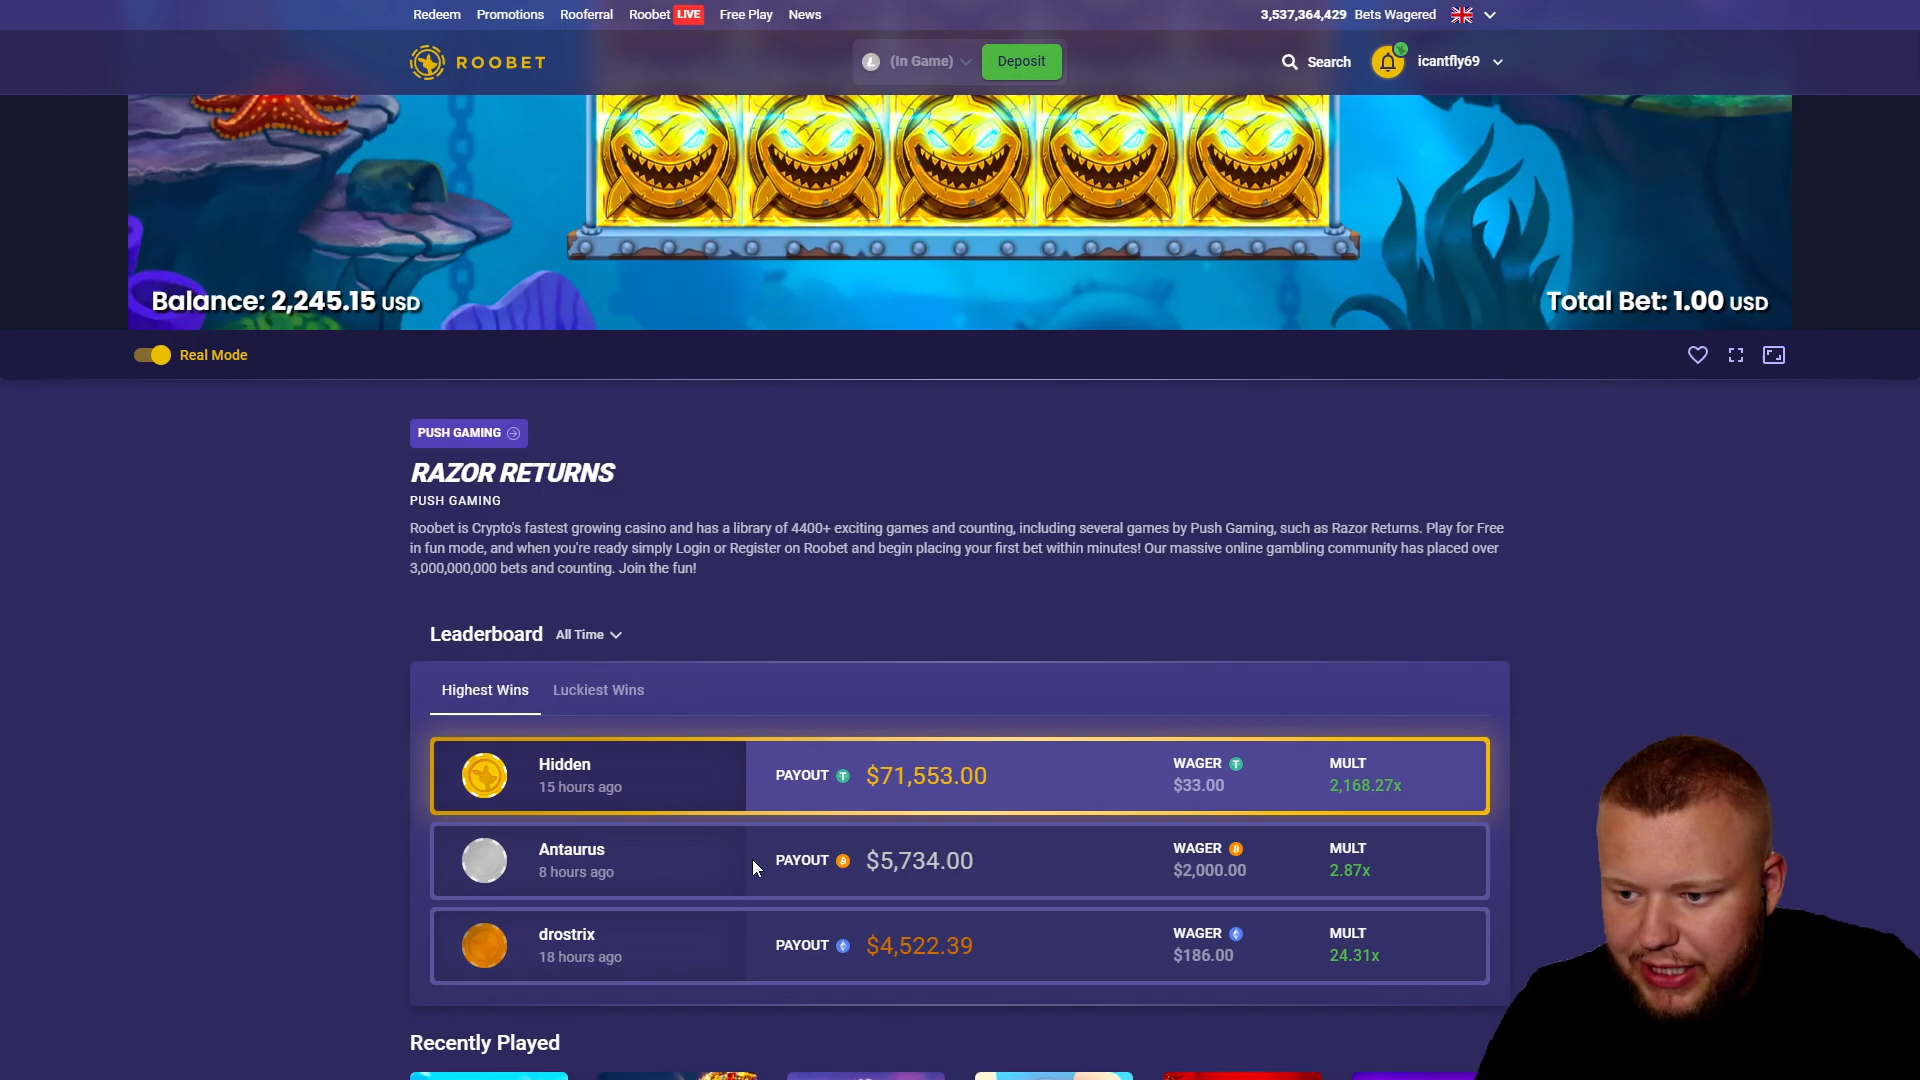 Redeem Promotions Rooferral Roobet LIVE Free Play News
3,537,364,429 Bets Wagered
ROOBET
(In Game)
Deposit
Search
icantfly69
Balance: 2,245.15 USD
Total Bet: 1.00 USD
Real Mode
PUSH GAMING
RAZOR RETURNS
PUSH GAMING
Roobet is Crypto's fastest growing casino and has a library of 4400+ exciting games and counting, including several games by Push Gaming, such as Razor Returns. Play for Free
in fun mode, and when you're ready simply Login or Register on Roobet and begin placing your first bet within minutes! Our massive online gambling community has placed over
3,000,000,000 bets and counting. Join the fun!
Leaderboard All Time
Highest Wins Luckiest Wins
Hidden
15 hours ago
PAYOUT $71,553.00
WAGER
$33.00
MULT
2,168.27x
Antaurus
8 hours ago
PAYOUT $5,734.00
WAGER
$2,000.00
MULT
2.87x
drostrix
18 hours ago
PAYOUT $4,522.39
WAGER
$186.00
MULT
24.31x
Recently Played